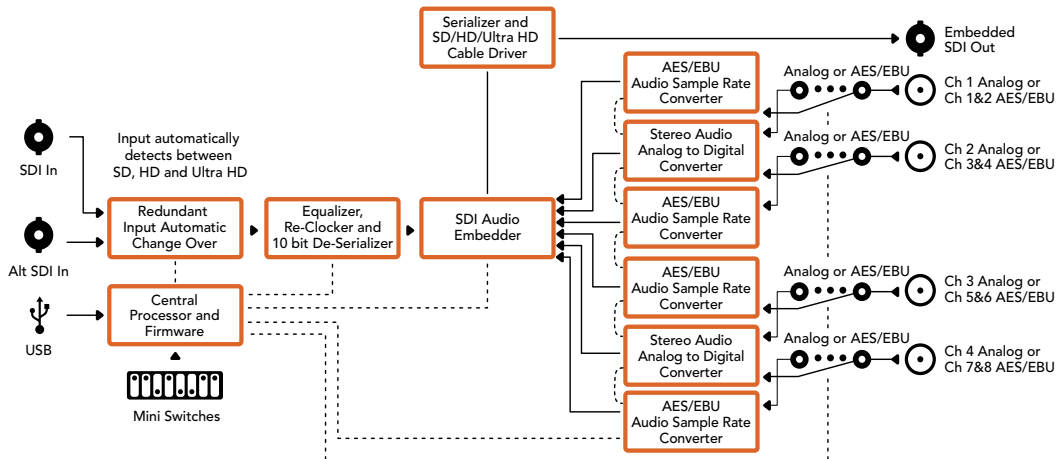 Serializer and
SD/HD/Ultra HD
Cable Driver
Embedded
SDI Out
AES/EBU
Audio Sample Rate
Converter
Analog or AES/EBU
Ch 1 Analog or
Ch 1&2 AES/EBU
SDI In
Input automatically
detects between
SD, HD and Ultra HD
Stereo Audio
Analog to Digital
Converter
Analog or AES/EBU
Ch 2 Analog or
Ch 3&4 AES/EBU
Alt SDI In
Redundant
Input Automatic
Change Over
Equalizer,
Re-Clocker and
10 bit De-Serializer
SDI Audio
Embedder
AES/EBU
Audio Sample Rate
Converter
USB
Central
Processor and
Firmware
AES/EBU
Audio Sample Rate
Converter
Analog or AES/EBU
Ch 3 Analog or
Ch 5&6 AES/EBU
Stereo Audio
Analog to Digital
Converter
Analog or AES/EBU
Ch 4 Analog or
Ch 7&8 AES/EBU
Mini Switches
AES/EBU
Audio Sample Rate
Converter